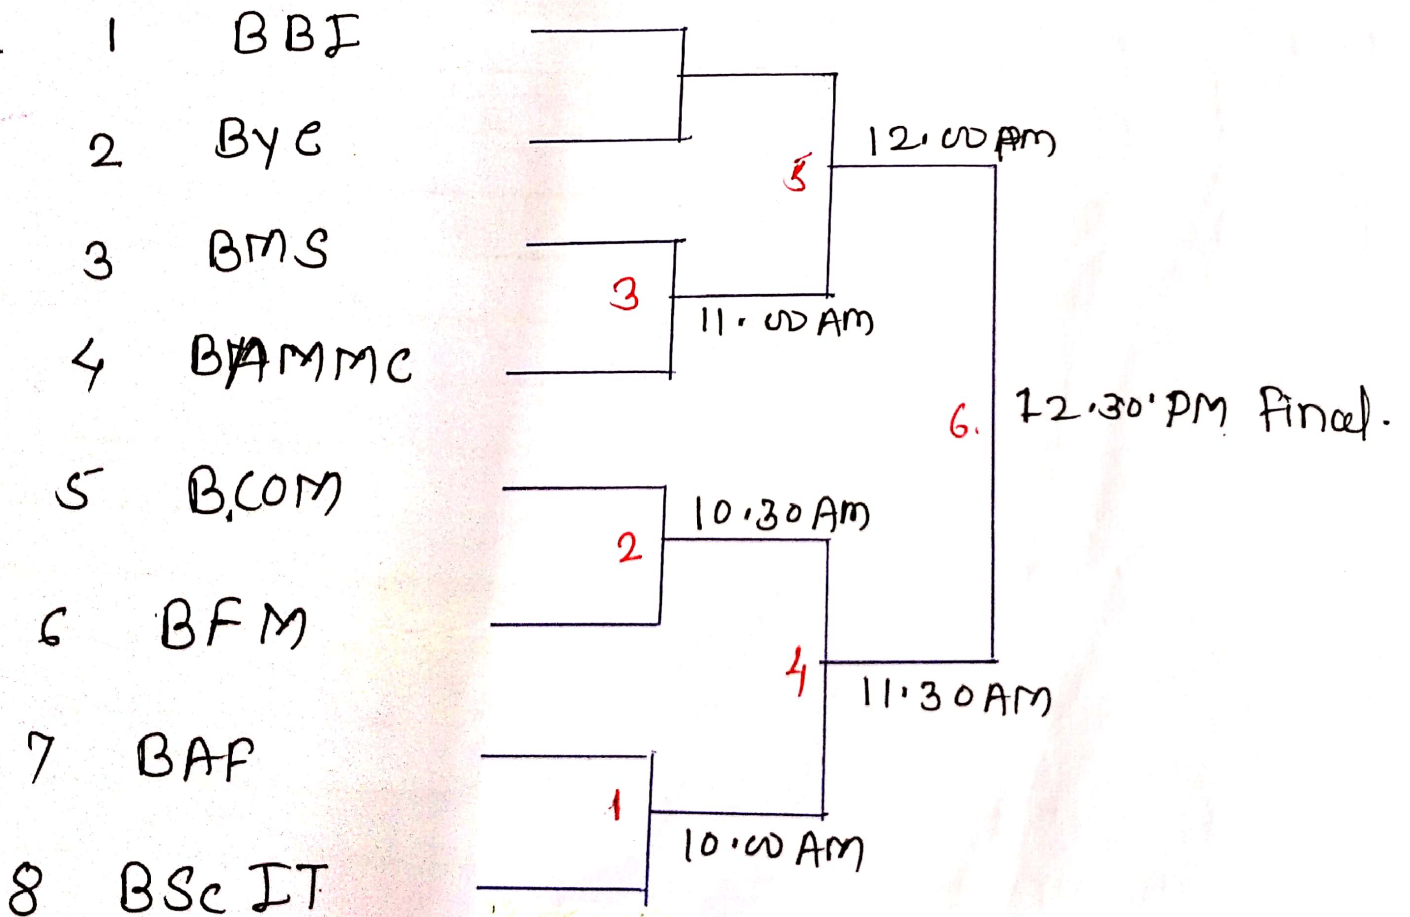 1 BBI
12.00 AM
2 Bye
5
3 BMS
3
11.00 AM
4 BAMMC
6. 12.30 PM Final.
5 B.COM
10.30 AM
2
6 BFM
4
11.30 AM
7 BAF
1
10.00 AM
8 BSc IT